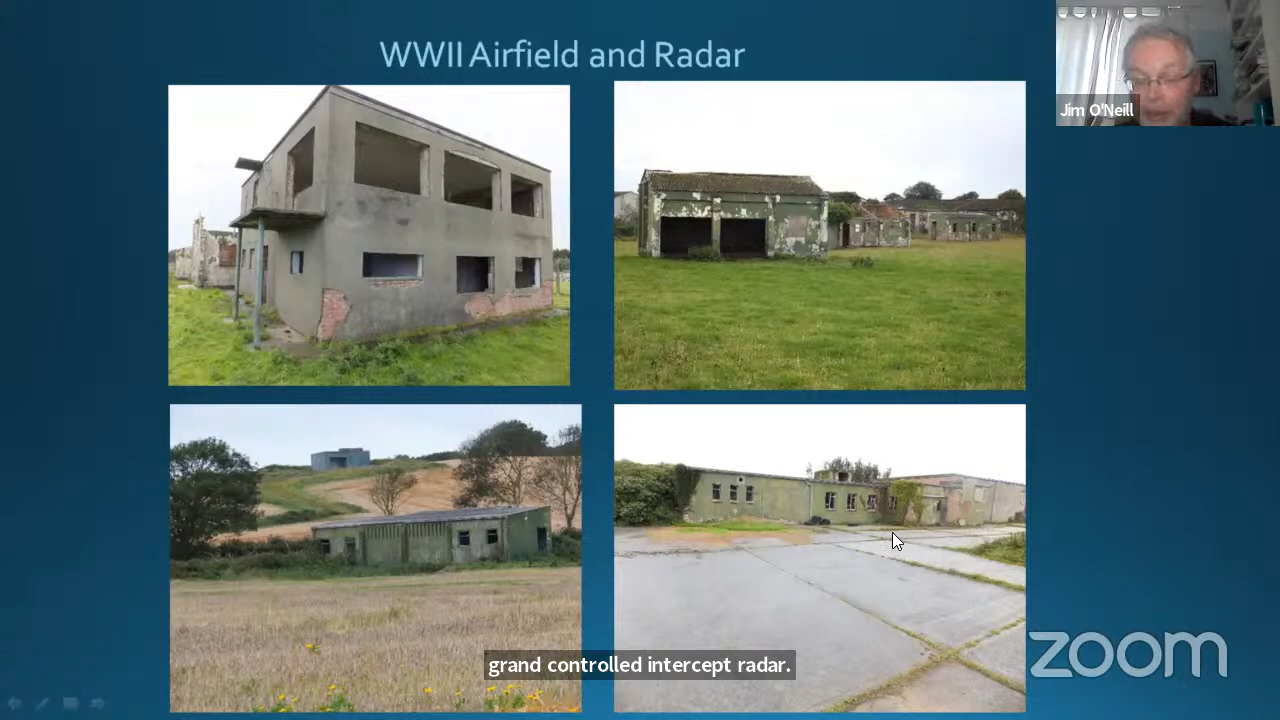 WWII Airfield and Radar
Jim O'Neill
grand controlled intercept radar.
zoom